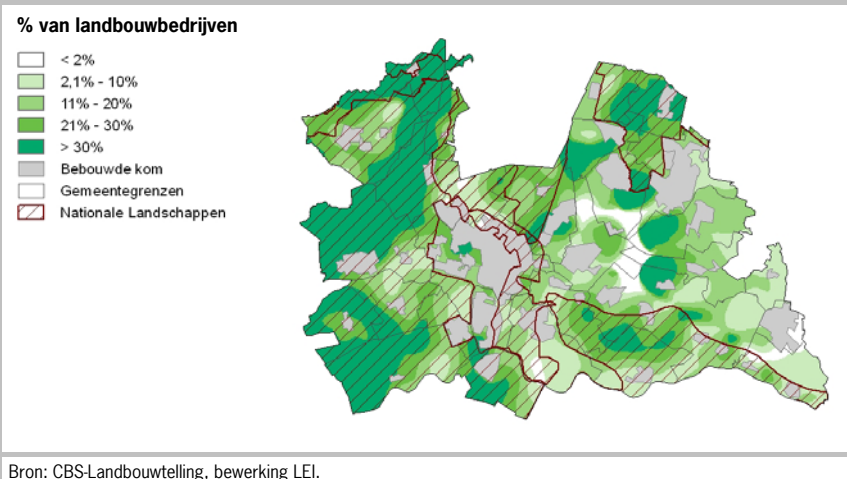 % van landbouwbedrijven
< 2%
2,1% - 10%
11% - 20%
21% - 30%
> 30%
Bebouwde kom
Gemeentegrenzen
Nationale Landschappen
Bron: CBS-Landbouwtelling, bewerking LEI.